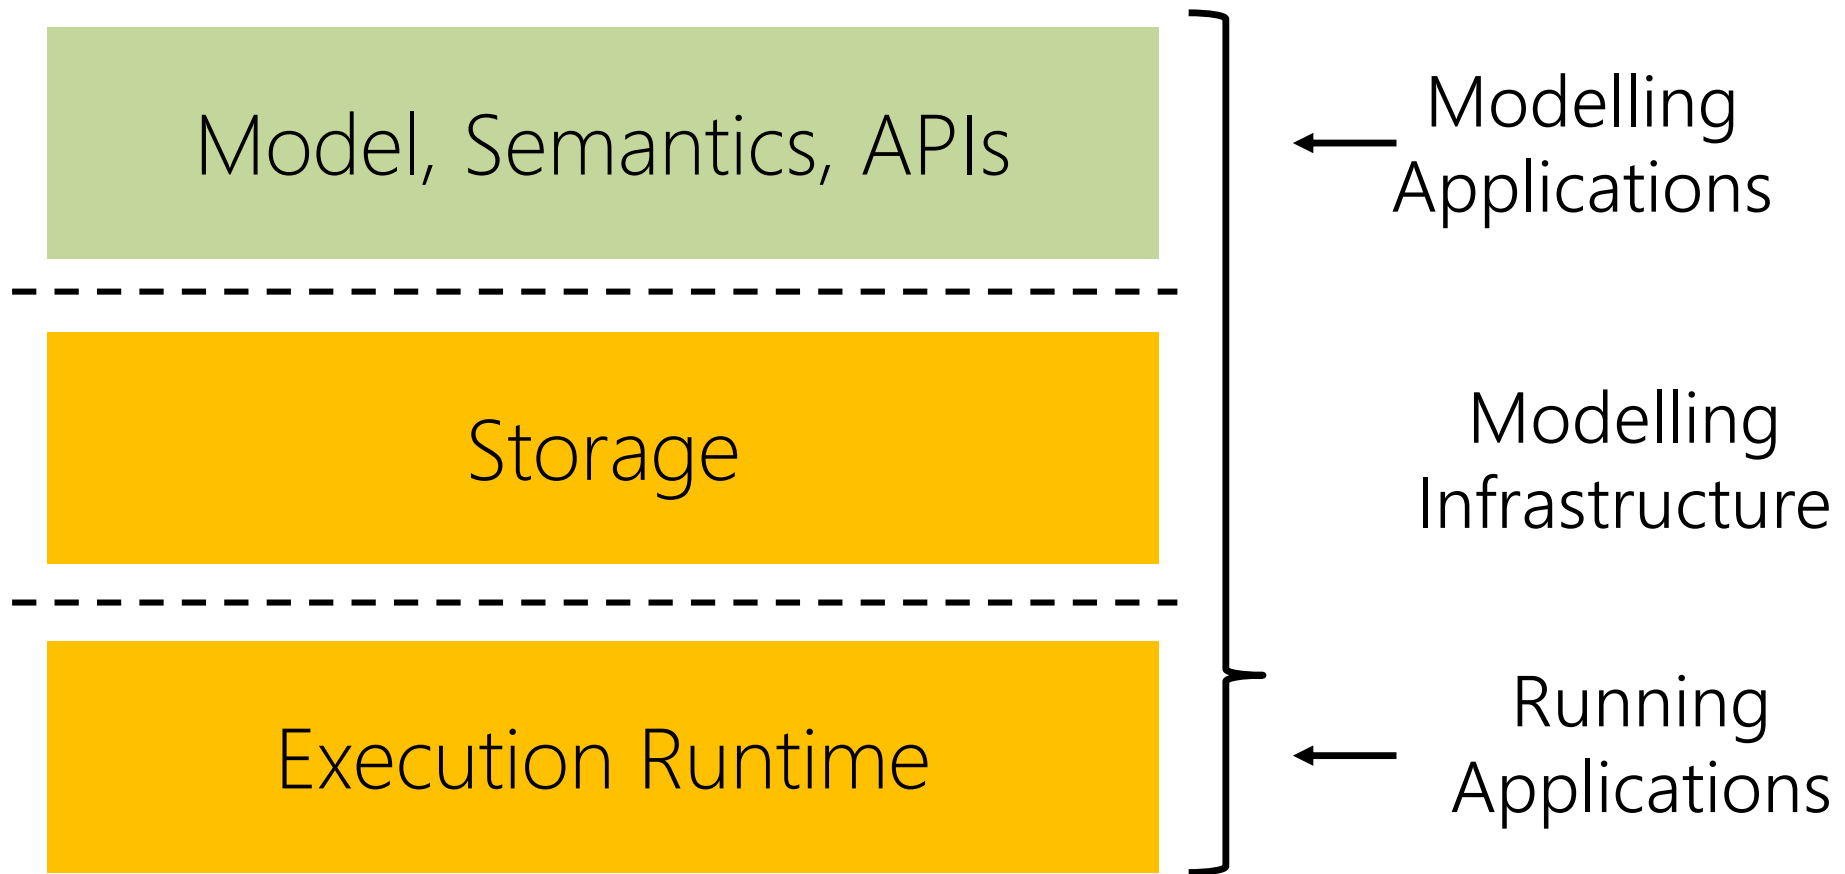 Model, Semantics, APIs
Modelling
Applications
Storage
Modelling
Infrastructure
Execution Runtime
Running
Applications